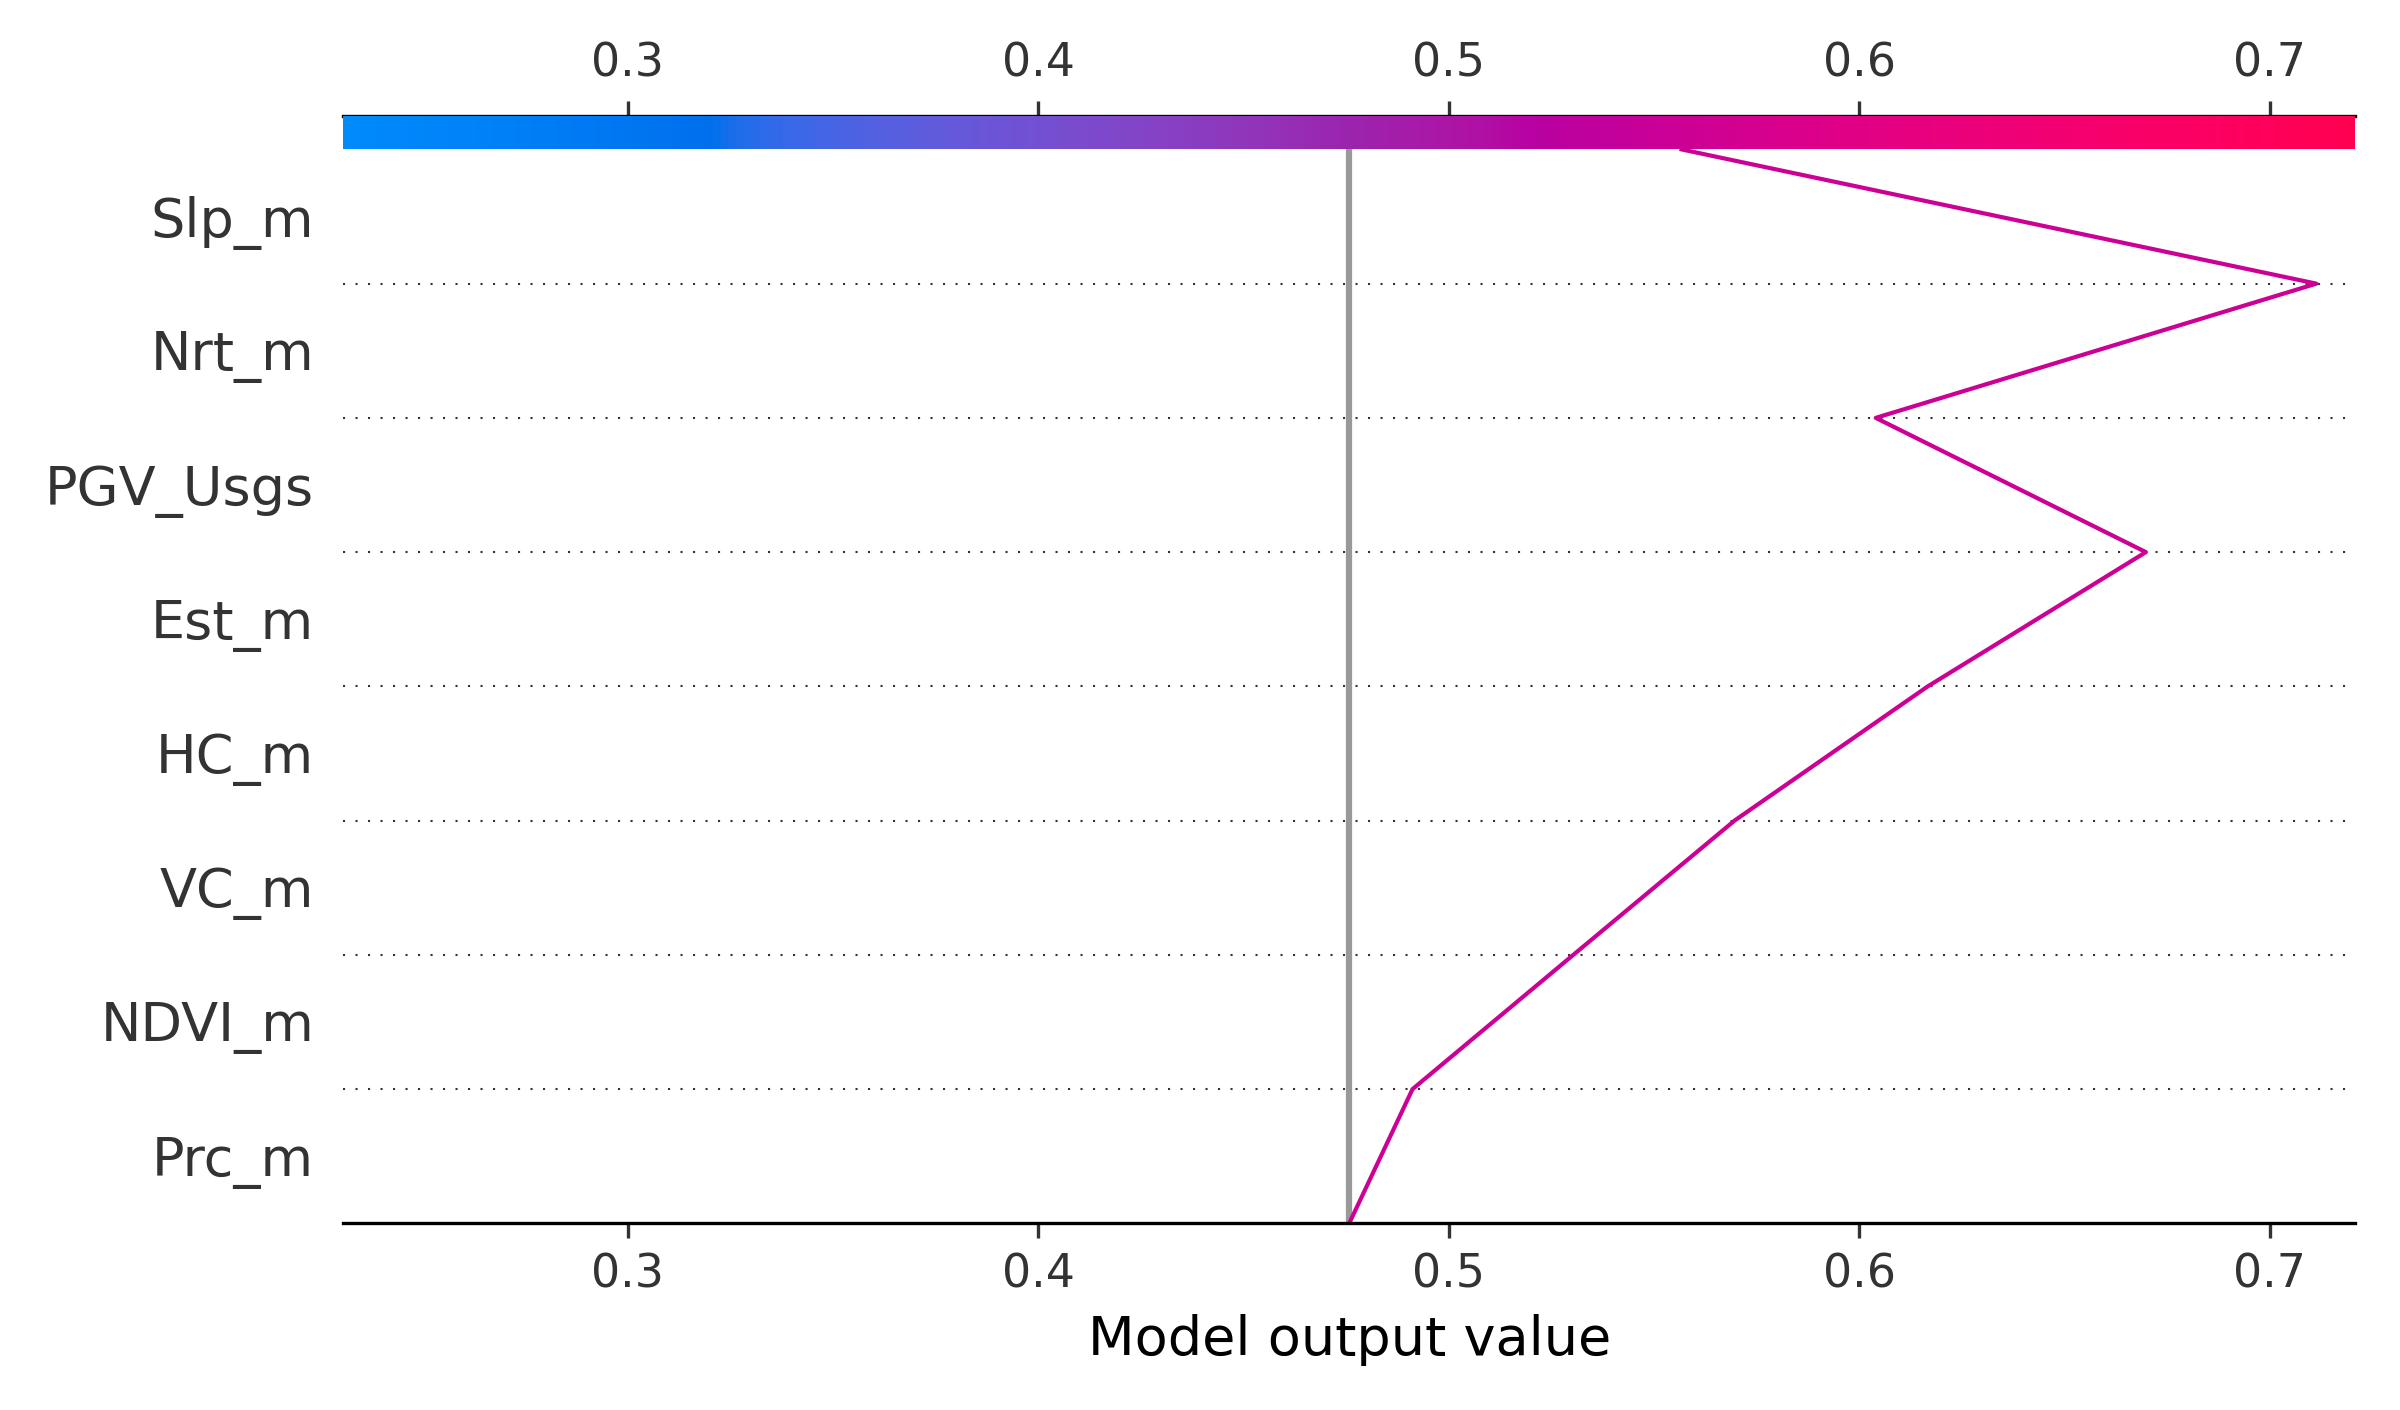 0.3 0.4 0.5 0.6 0.7
Slp_m
Nrt_m
PGV_Usgs
Est_m
HC_m
VC_m
NDVI_m
Prc_m
0.3 0.4 0.5 0.6 0.7
Model output value